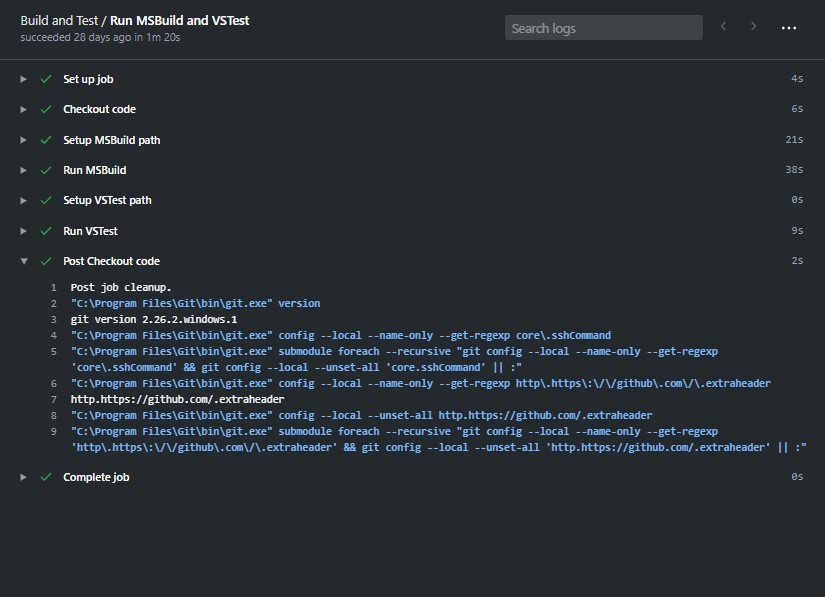 Build and Test / Run MSBuild and VSTest
succeeded 28 days ago in 1m 20s
Search logs
Set up job 4s
Checkout code 6s
Setup MSBuild path 21s
Run MSBuild 38s
Setup VSTest path 0s
Run VSTest 9s
Post Checkout code 2s
1 Post job cleanup.
2 "C:\Program Files\Git\bin\git.exe" version
3 git version 2.26.2.windows.1
4 "C:\Program Files\Git\bin\git.exe" config --local --name-only --get-regexp core\.sshCommand
5 "C:\Program Files\Git\bin\git.exe" submodule foreach --recursive "git config --local --name-only --get-regexp
'core\.sshCommand' && git config --local --unset-all 'core.sshCommand' || :"
6 "C:\Program Files\Git\bin\git.exe" config --local --name-only --get-regexp http\.https\:\/\/github\.com\/\.extraheader
7 http.https://github.com/.extraheader
8 "C:\Program Files\Git\bin\git.exe" config --local --unset-all http.https://github.com/.extraheader
9 "C:\Program Files\Git\bin\git.exe" submodule foreach --recursive "git config --local --name-only --get-regexp
'http\.https\:\/\/github\.com\/\.extraheader' && git config --local --unset-all 'http.https://github.com/.extraheader' || :"
Complete job 0s